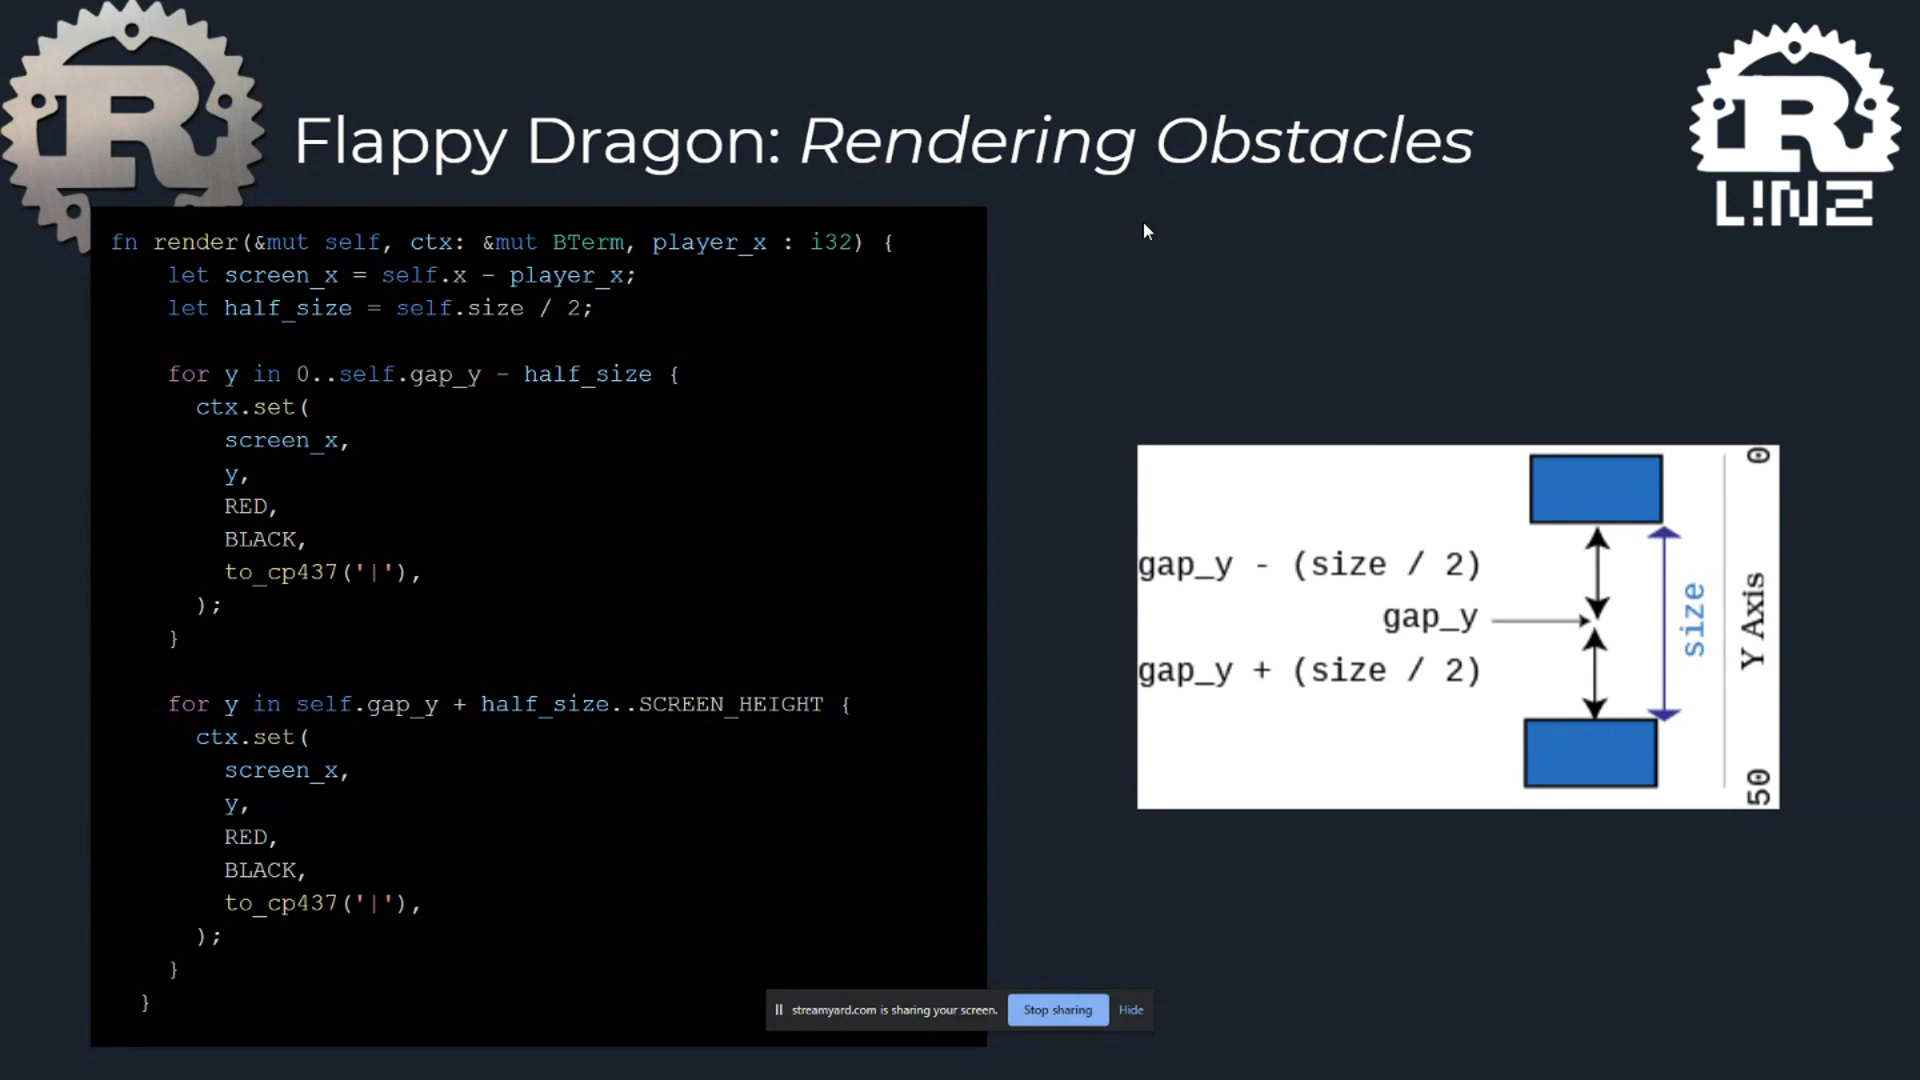 Flappy Dragon: Rendering Obstacles
R
R
L!NZ
fn render(&mut self, ctx: &mut BTerm, player_x : i32) {
let screen_x = self.x - player_x;
let half_size = self.size / 2;
for y in 0..self.gap_y - half_size {
ctx.set(
screen_x,
y,
RED,
BLACK,
to_cp437('|'),
);
}
for y in self.gap_y + half_size..SCREEN_HEIGHT {
ctx.set(
screen_x,
y,
RED,
BLACK,
to_cp437('|'),
);
}
}
gap_y - (size / 2)
gap_y
gap_y + (size / 2)
size
0
Y Axis
50
streamyard.com is sharing your screen.
Stop sharing
Hide